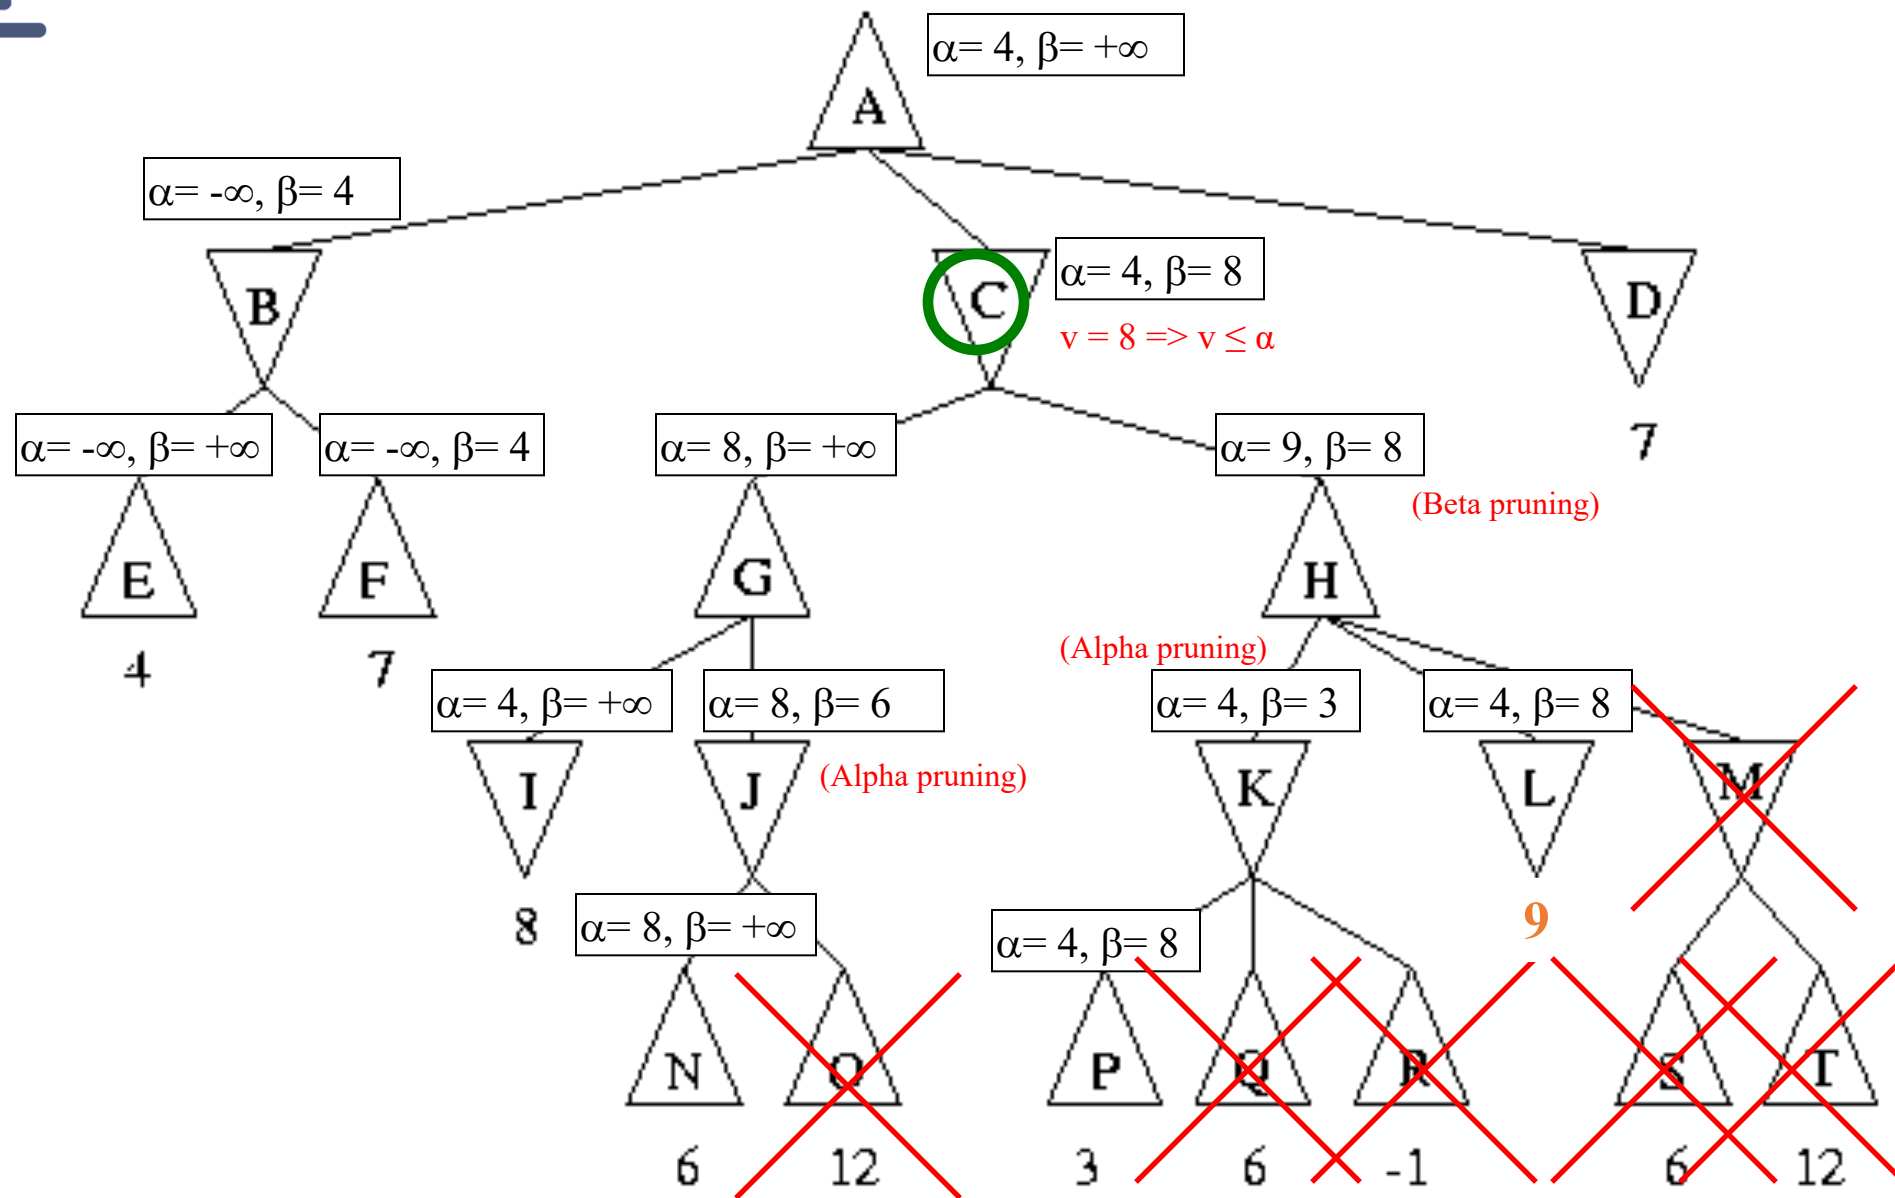 α= 4, β= +∞
A
α= -∞, β= 4
B
C
α= 4, β= 8
v = 8 => v ≤ α
D
7
α= -∞, β= +∞
α= -∞, β= 4
α= 8, β= +∞
α= 9, β= 8
(Beta pruning)
E
F
G
H
4
7
(Alpha pruning)
α= 4, β= +∞
α= 8, β= 6
α= 4, β= 3
α= 4, β= 8
(Alpha pruning)
I
J
K
L
M
8
α= 8, β= +∞
α= 4, β= 8
9
N
O
P
Q
R
S
T
6
12
3
6
-1
6
12